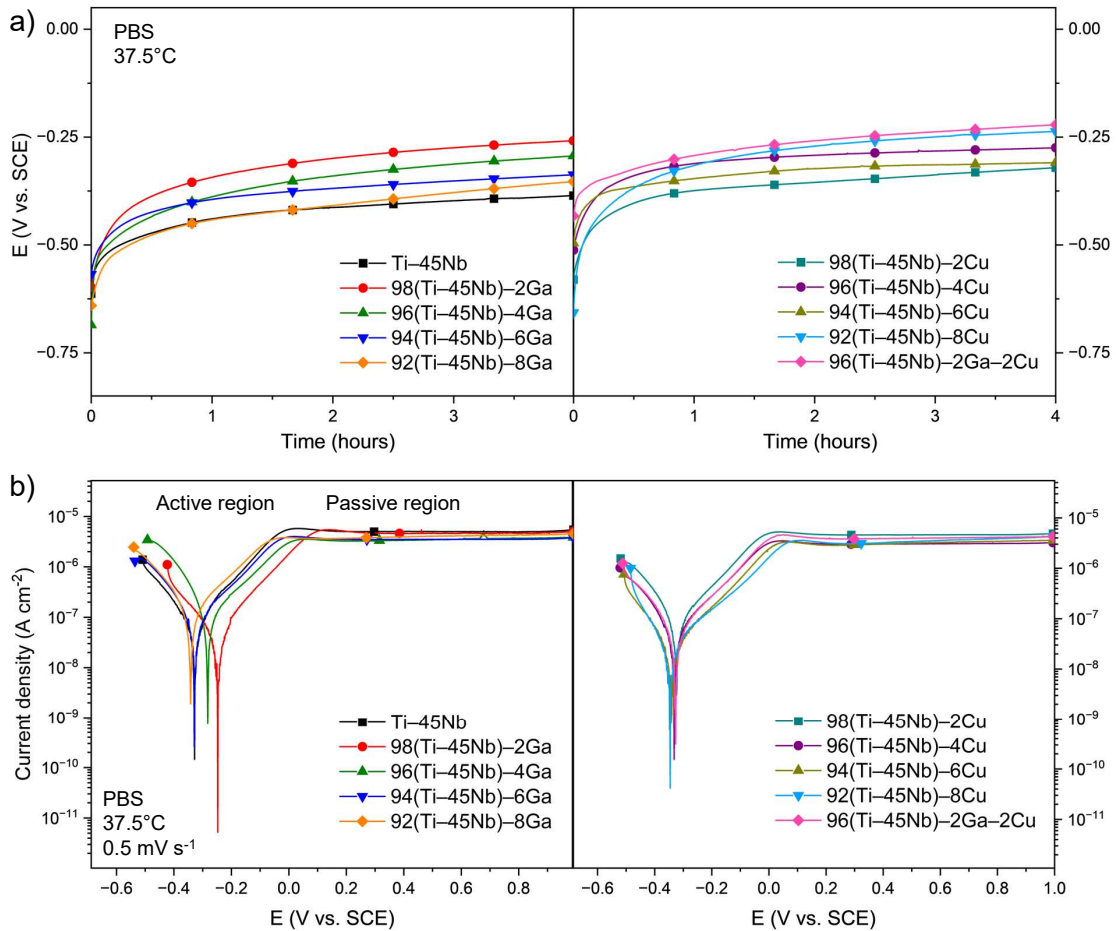 a)
PBS
37.5°C
0.00
−0.25
−0.50
−0.75
E (V vs. SCE)
Ti–45Nb
98(Ti–45Nb)–2Ga
96(Ti–45Nb)–4Ga
94(Ti–45Nb)–6Ga
92(Ti–45Nb)–8Ga
0 1 2 3
Time (hours)
98(Ti–45Nb)–2Cu
96(Ti–45Nb)–4Cu
94(Ti–45Nb)–6Cu
92(Ti–45Nb)–8Cu
96(Ti–45Nb)–2Ga–2Cu
0 1 2 3 4
Time (hours)
0.00
−0.25
−0.50
−0.75
E (V vs. SCE)
b)
Active region Passive region
10⁻⁵
10⁻⁶
10⁻⁷
10⁻⁸
10⁻⁹
10⁻¹⁰
10⁻¹¹
Current density (A cm⁻²)
Ti–45Nb
98(Ti–45Nb)–2Ga
96(Ti–45Nb)–4Ga
94(Ti–45Nb)–6Ga
92(Ti–45Nb)–8Ga
PBS
37.5°C
0.5 mV s⁻¹
−0.6 −0.4 −0.2 0.0 0.2 0.4 0.6 0.8
E (V vs. SCE)
98(Ti–45Nb)–2Cu
96(Ti–45Nb)–4Cu
94(Ti–45Nb)–6Cu
92(Ti–45Nb)–8Cu
96(Ti–45Nb)–2Ga–2Cu
−0.6 −0.4 −0.2 0.0 0.2 0.4 0.6 0.8 1.0
E (V vs. SCE)
10⁻⁵
10⁻⁶
10⁻⁷
10⁻⁸
10⁻⁹
10⁻¹⁰
10⁻¹¹
Current density (A cm⁻²)